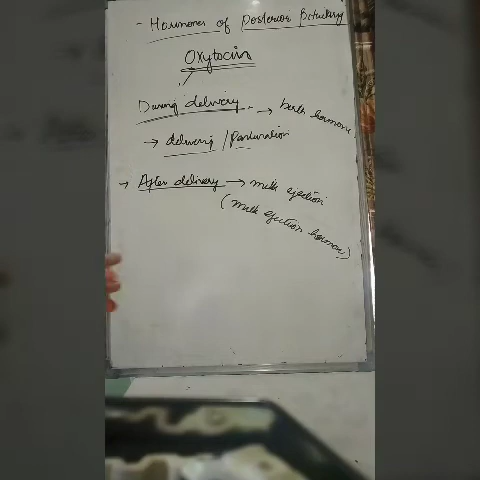 - Hormones of Posterior Pituitary
Oxytocin
During delivery. → birth hormone
→ delivery / Parturation
→ After delivery → milk ejection
(milk ejection hormone)